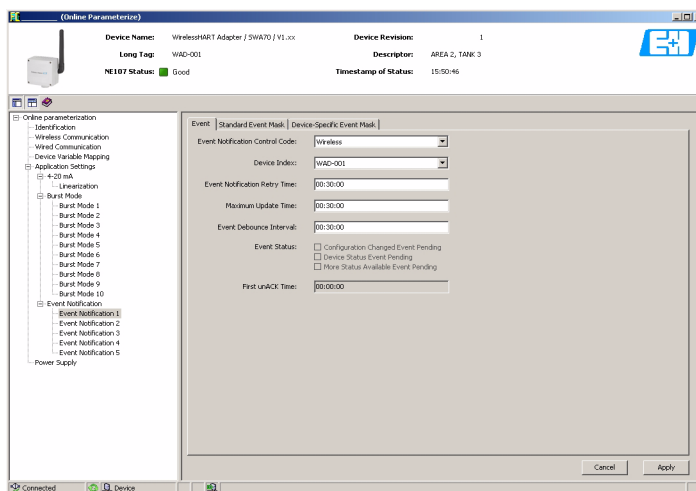 (Online Parameterize)
Device Name: WirelessHART Adapter / SWA70 / V1.xx Device Revision: 1
Long Tag: WAD-001 Descriptor: AREA 2, TANK 3
NE107 Status: Good Timestamp of Status: 15:50:46
Online parameterization
Identification
Wireless Communication
Wired Communication
Device Variable Mapping
Application Settings
4-20 mA
Linearization
Burst Mode
Burst Mode 1
Burst Mode 2
Burst Mode 3
Burst Mode 4
Burst Mode 5
Burst Mode 6
Burst Mode 7
Burst Mode 8
Burst Mode 9
Burst Mode 10
Event Notification
Event Notification 1
Event Notification 2
Event Notification 3
Event Notification 4
Event Notification 5
Power Supply
Event Standard Event Mask Device-Specific Event Mask
Event Notification Control Code: Wireless
Device Index: WAD-001
Event Notification Retry Time: 00:30:00
Maximum Update Time: 00:30:00
Event Debounce Interval: 00:30:00
Event Status: Configuration Changed Event Pending
Device Status Event Pending
More Status Available Event Pending
First unACK Time: 00:00:00
Cancel Apply
Connected Device